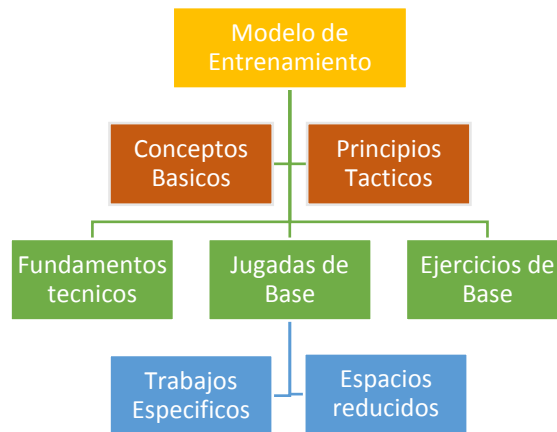 Modelo de
Entrenamiento
Conceptos
Basicos
Principios
Tacticos
Fundamentos
tecnicos
Jugadas de
Base
Ejercicios de
Base
Trabajos
Especificos
Espacios
reducidos